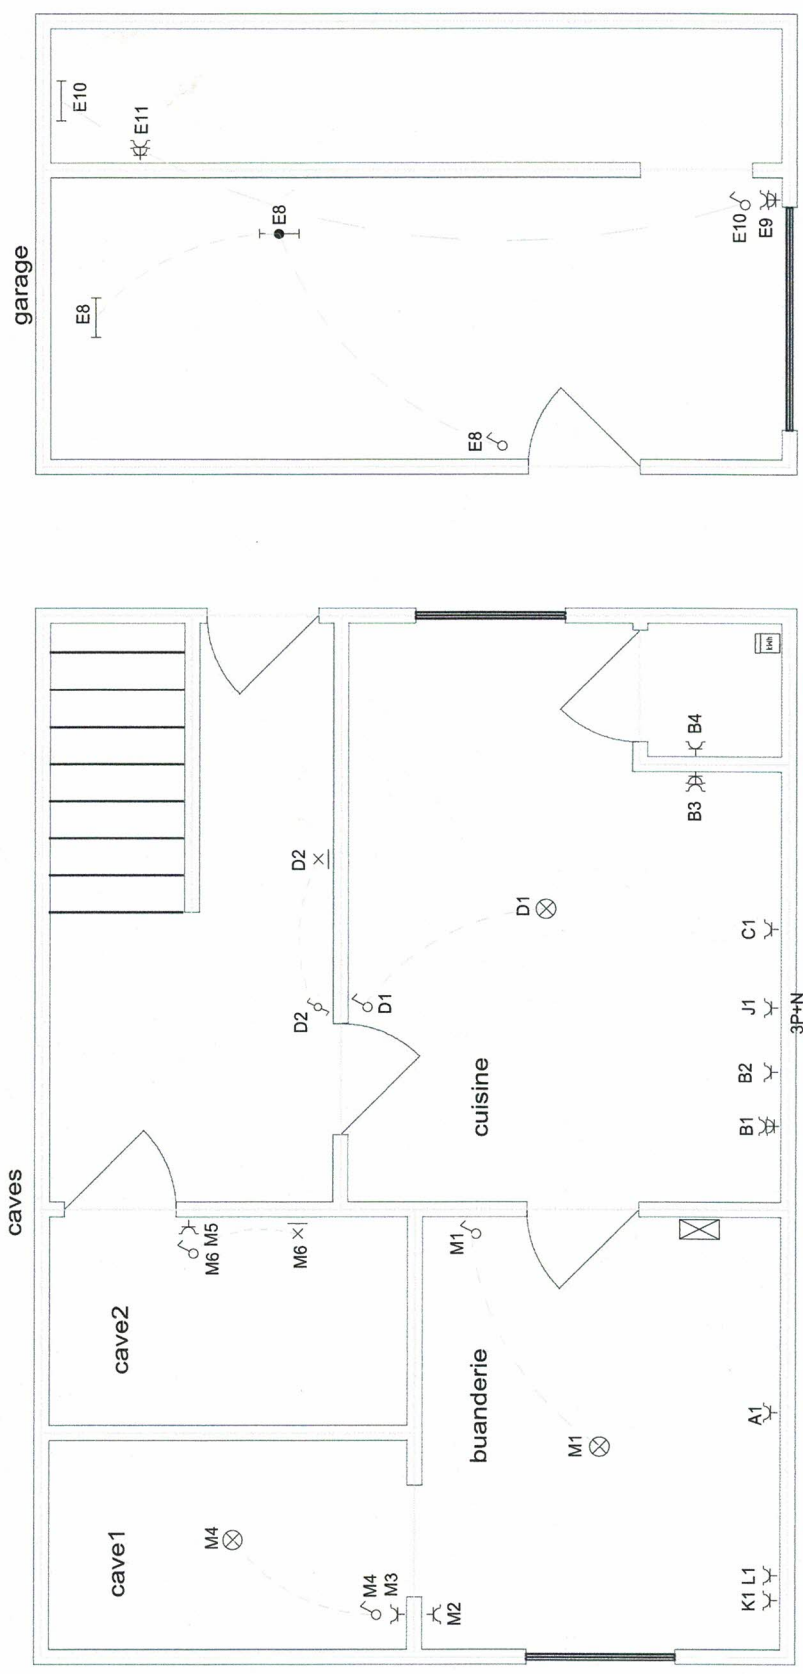 caves
garage
cave1
cave2
buanderie
cuisine
M4
M4
M3
M2
M6 M5
M6
M1
M1
K1 L1
A1
D2
D2
D1
D1
B1
B2
J1
C1
3P+N
B3
B4
kWh
E8
E8
E8
E10
E11
E10
E9